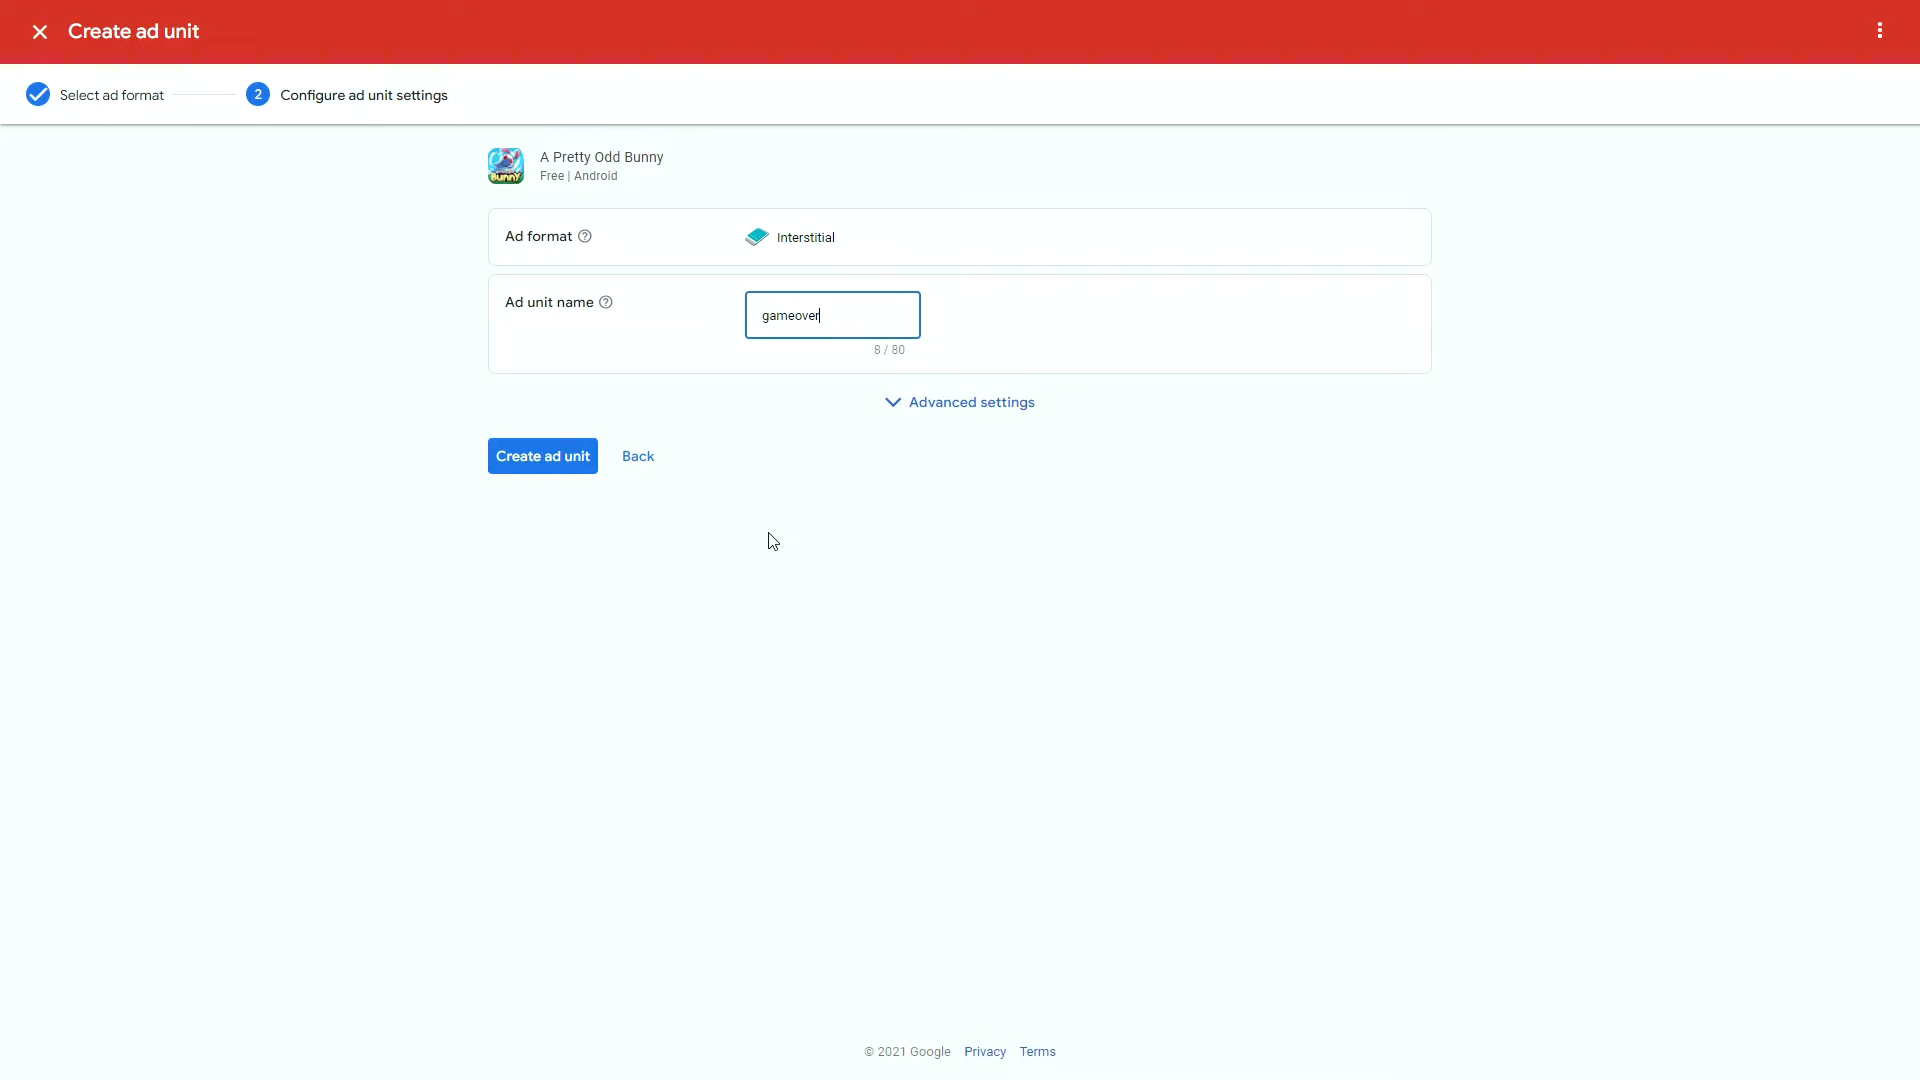 Create ad unit
Select ad format
2 Configure ad unit settings
BUNNY
A Pretty Odd Bunny
Free | Android
Ad format
Interstitial
Ad unit name
gameover
8 / 80
Advanced settings
Create ad unit
Back
© 2021 Google Privacy Terms